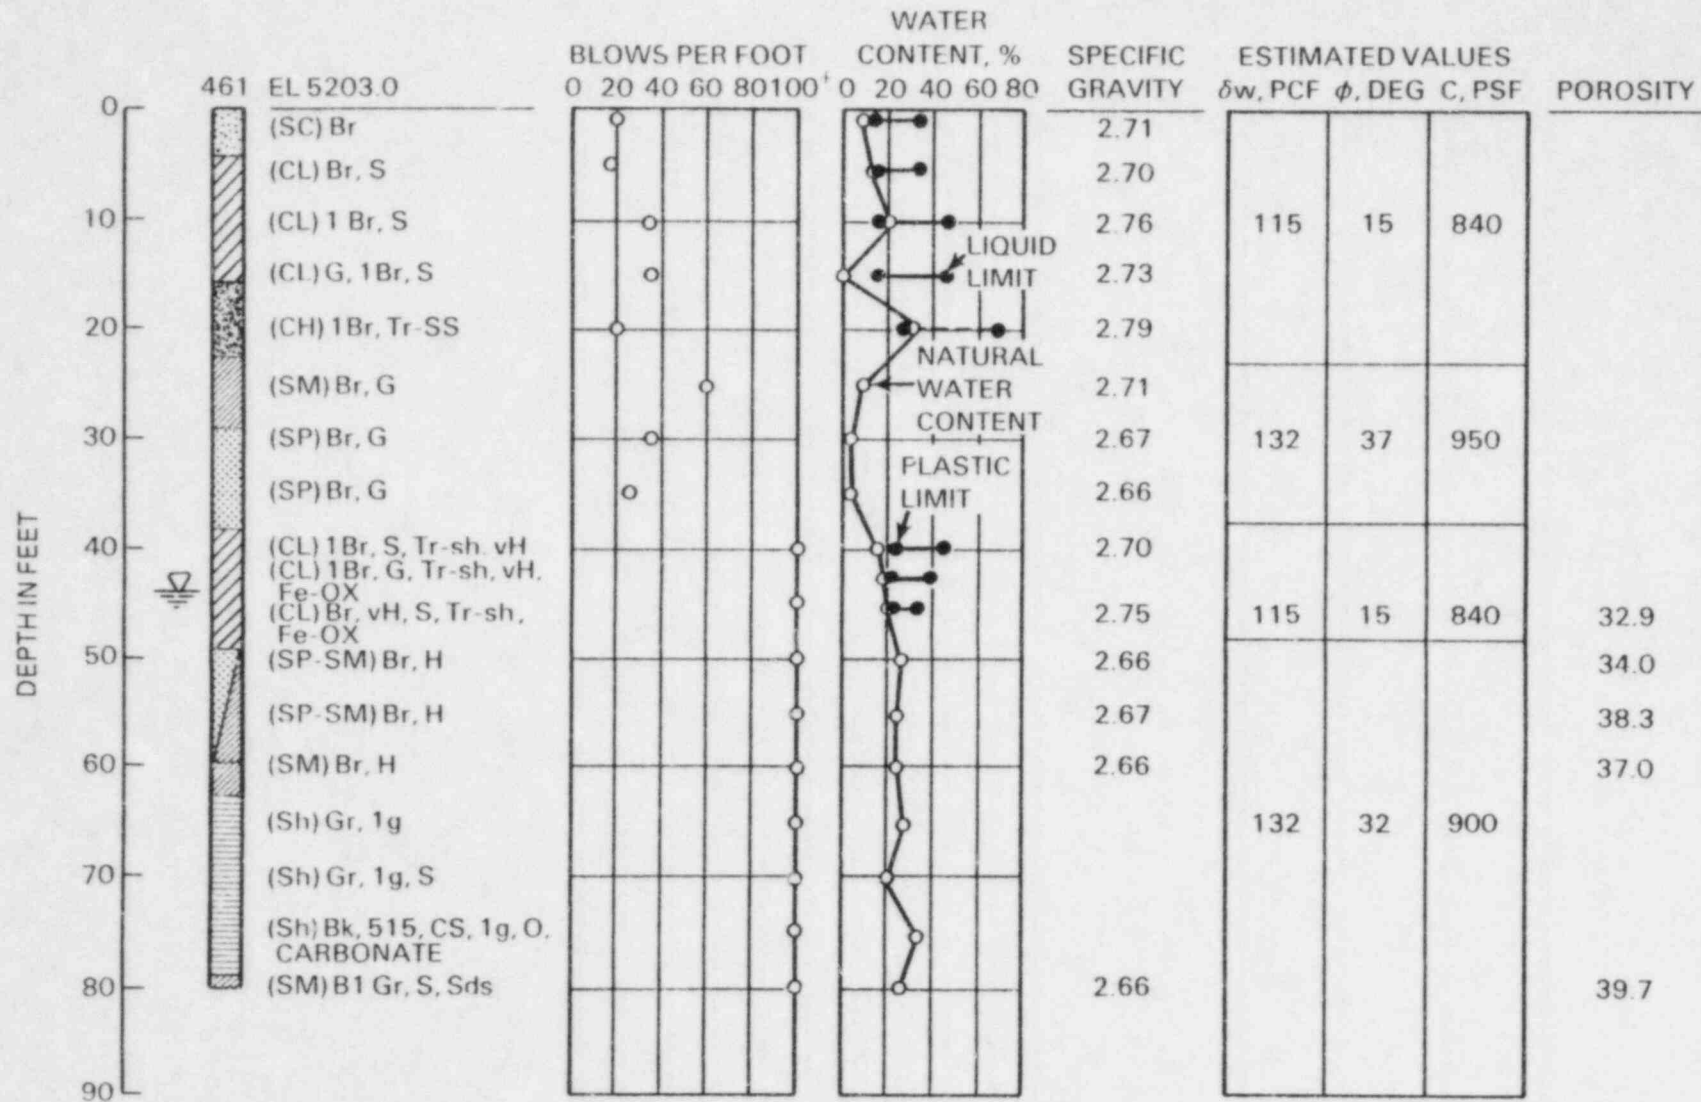 WATER
BLOWS PER FOOT CONTENT, % SPECIFIC ESTIMATED VALUES
461 EL 5203.0 0 20 40 60 80 100+ 0 20 40 60 80 GRAVITY δw, PCF ϕ, DEG C, PSF POROSITY
0
(SC) Br 2.71
(CL) Br, S 2.70
10 (CL) 1 Br, S 2.76 115 15 840
LIQUID
(CL) G, 1Br, S LIMIT 2.73
20 (CH) 1Br, Tr-SS 2.79
NATURAL
(SM) Br, G WATER 2.71
CONTENT
30 (SP) Br, G 2.67 132 37 950
PLASTIC
(SP) Br, G LIMIT 2.66
40 (CL) 1Br, S, Tr-sh, vH 2.70
(CL) 1Br, G, Tr-sh, vH,
Fe-OX
(CL) Br, vH, S, Tr-sh, 2.75 115 15 840 32.9
Fe-OX
50 (SP-SM) Br, H 2.66 34.0
(SP-SM) Br, H 2.67 38.3
60 (SM) Br, H 2.66 37.0
(Sh) Gr, 1g 132 32 900
70 (Sh) Gr, 1g, S
(Sh) Bk, 515, CS, 1g, O,
CARBONATE
80 (SM) B1 Gr, S, Sds 2.66 39.7
90
DEPTH IN FEET